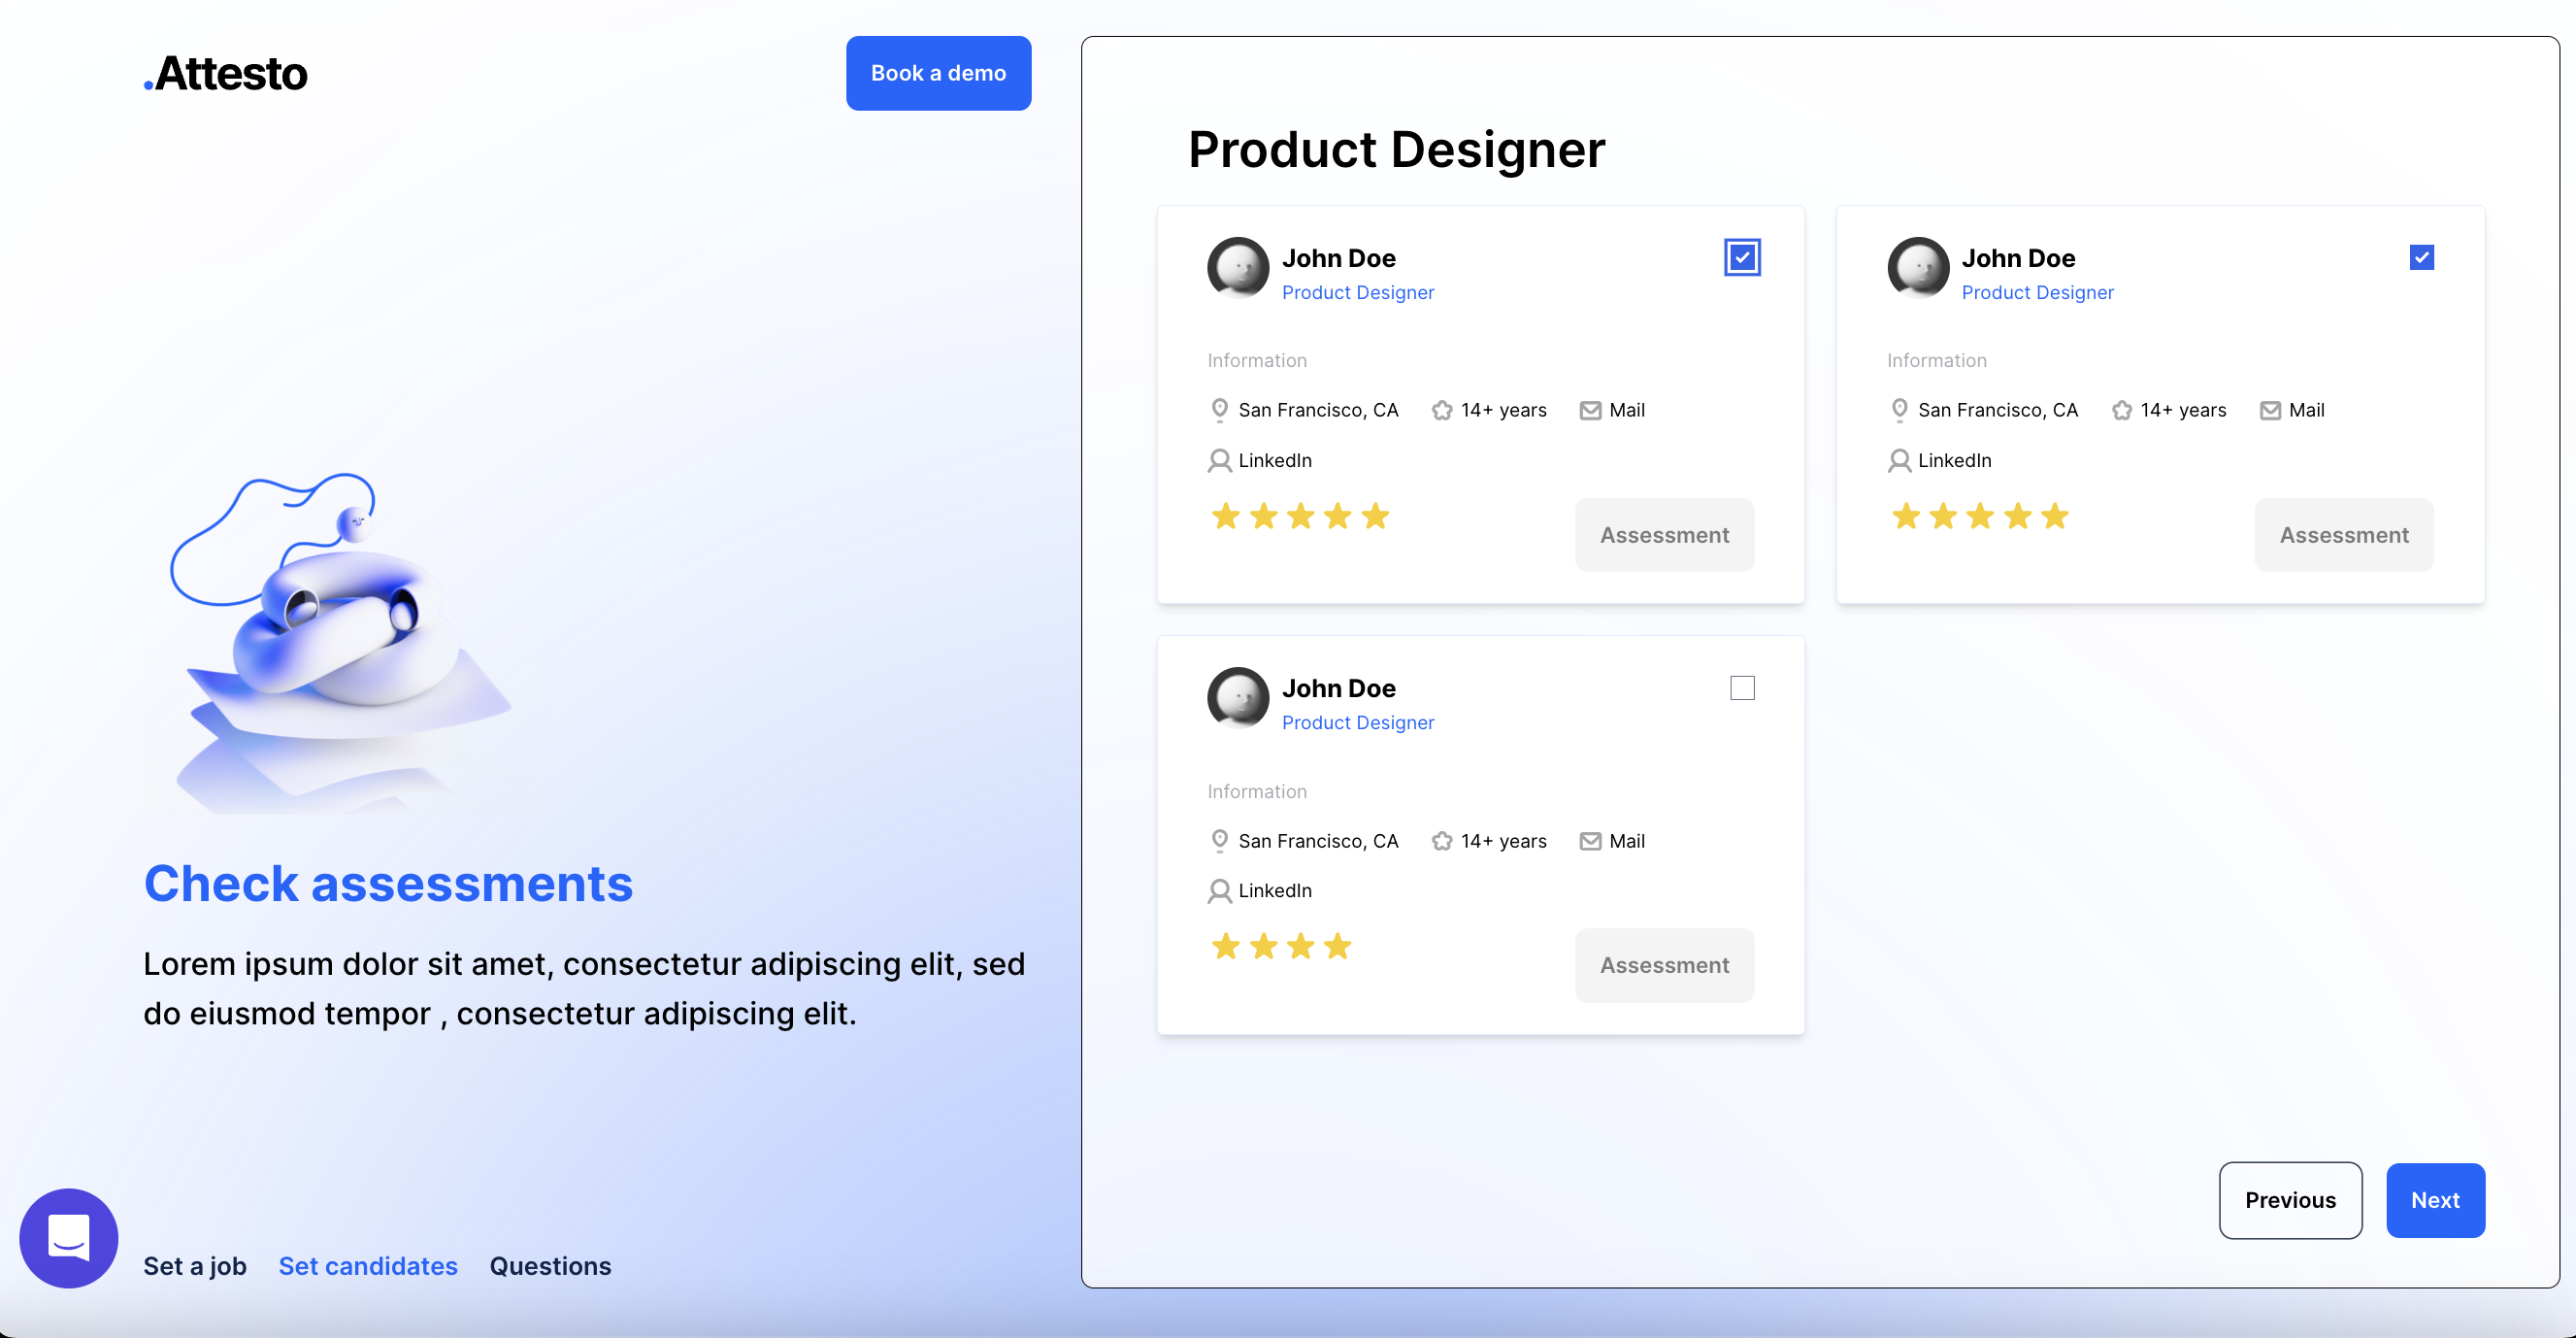 .Attesto
Book a demo
Check assessments
Lorem ipsum dolor sit amet, consectetur adipiscing elit, sed
do eiusmod tempor , consectetur adipiscing elit.
Set a job Set candidates Questions
Product Designer
John Doe
Product Designer
Information
San Francisco, CA 14+ years Mail
LinkedIn
Assessment
John Doe
Product Designer
Information
San Francisco, CA 14+ years Mail
LinkedIn
Assessment
John Doe
Product Designer
Information
San Francisco, CA 14+ years Mail
LinkedIn
Assessment
Previous Next